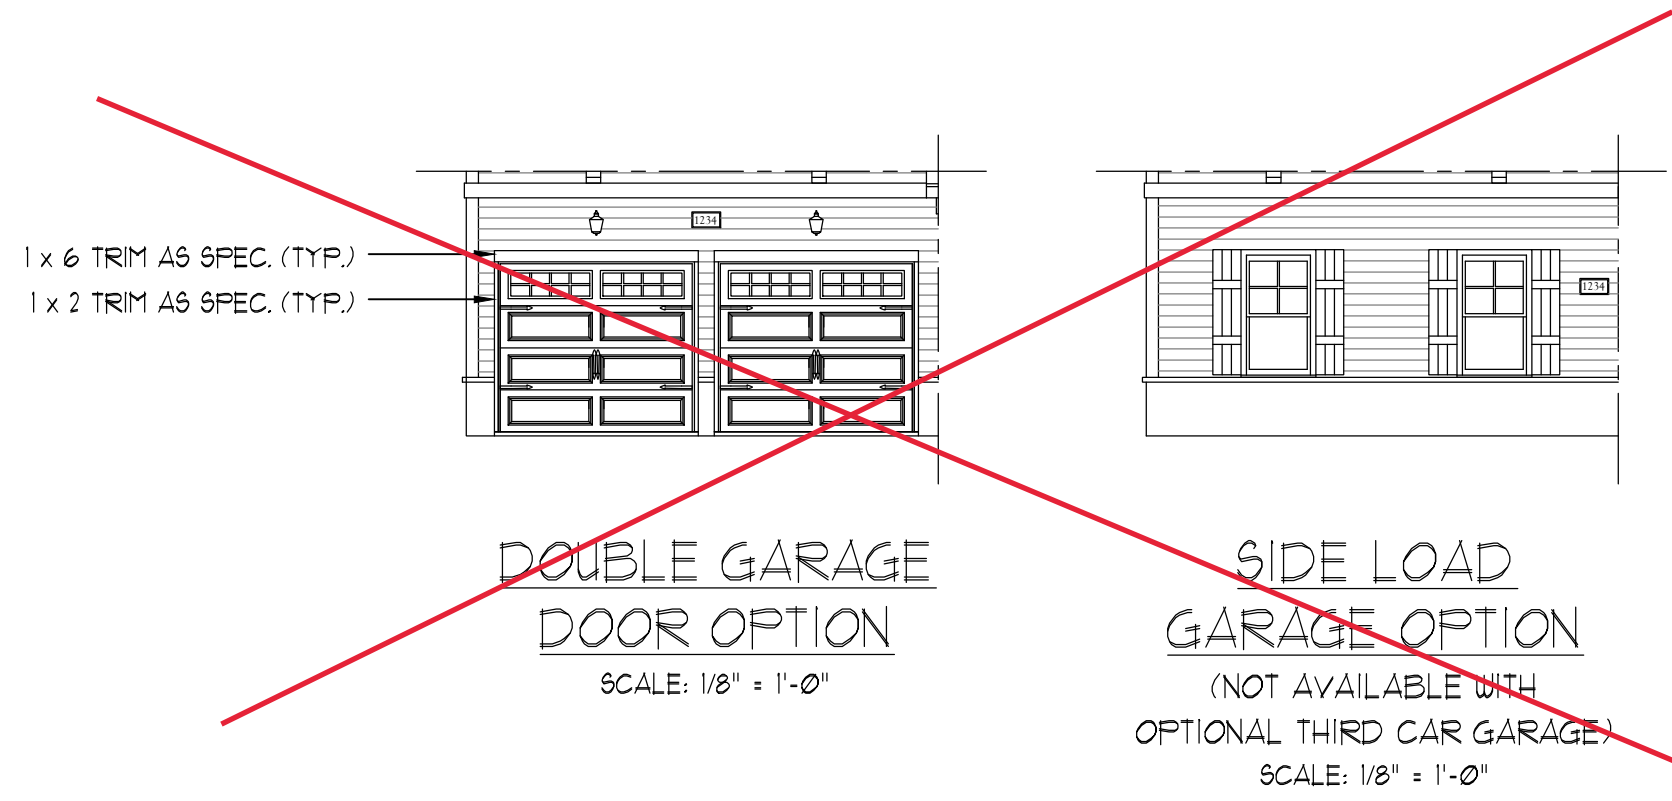 1 x 6 TRIM AS SPEC. (TYP.)
1 x 2 TRIM AS SPEC. (TYP.)
1234
DOUBLE GARAGE
DOOR OPTION
SCALE: 1/8" = 1'-0"
1234
SIDE LOAD
GARAGE OPTION
(NOT AVAILABLE WITH
OPTIONAL THIRD CAR GARAGE)
SCALE: 1/8" = 1'-0"